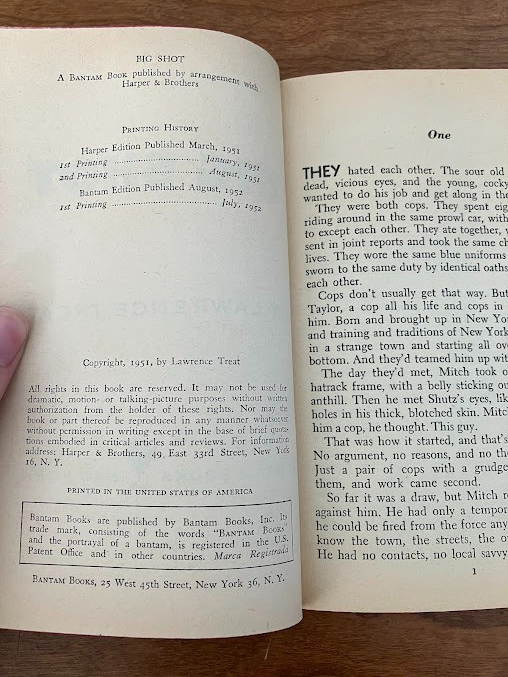 BIG SHOT
A BANTAM BOOK published by arrangement with
Harper & Brothers
PRINTING HISTORY
Harper Edition Published March, 1951
1st Printing .................... January, 1951
2nd Printing .................... August, 1951
Bantam Edition Published August, 1952
1st Printing .................... July, 1952
Copyright, 1951, by Lawrence Treat
All rights in this book are reserved. It may not be used for
dramatic, motion- or talking-picture purposes without written
authorization from the holder of these rights. Nor may the
book or part thereof be reproduced in any manner whatsoever
without permission in writing except in the base of brief quota-
tions embodied in critical articles and reviews. For information
address: Harper & Brothers, 49 East 33rd Street, New York
16, N. Y.
PRINTED IN THE UNITED STATES OF AMERICA
Bantam Books are published by Bantam Books, Inc. Its
trade mark, consisting of the words "BANTAM BOOKS"
and the portrayal of a bantam, is registered in the U.S.
Patent Office and in other countries. Marca Registrada
BANTAM BOOKS, 25 West 45th Street, New York 36, N. Y.
One
THEY hated each other. The sour old
dead, vicious eyes, and the young, cocky
wanted to do his job and get along in the
They were both cops. They spent eig
riding around in the same prowl car, with
to except each other. They ate together,
sent in joint reports and took the same ch
lives. They wore the same blue uniforms
sworn to the same duty by identical oaths
each other.
Cops don't usually get that way. But
Taylor, a cop all his life and cops in
him. Born and brought up in New Yo
and training and traditions of New York
in a strange town and starting all ov
bottom. And they'd teamed him up wit
The day they'd met, Mitch took o
hatrack frame, with a belly sticking ou
anthill. Then he met Shutz's eyes, lik
holes in his thick, blotched skin. Mitc
him a cop, he thought. This guy.
That was how it started, and that's
No argument, no reasons, and no th
Just a pair of cops with a grudge
them, and work came second.
So far it was a draw, but Mitch r
against him. He had only a tempor
he could be fired from the force any
know the town, the streets, the o
He had no contacts, no local savvy
1